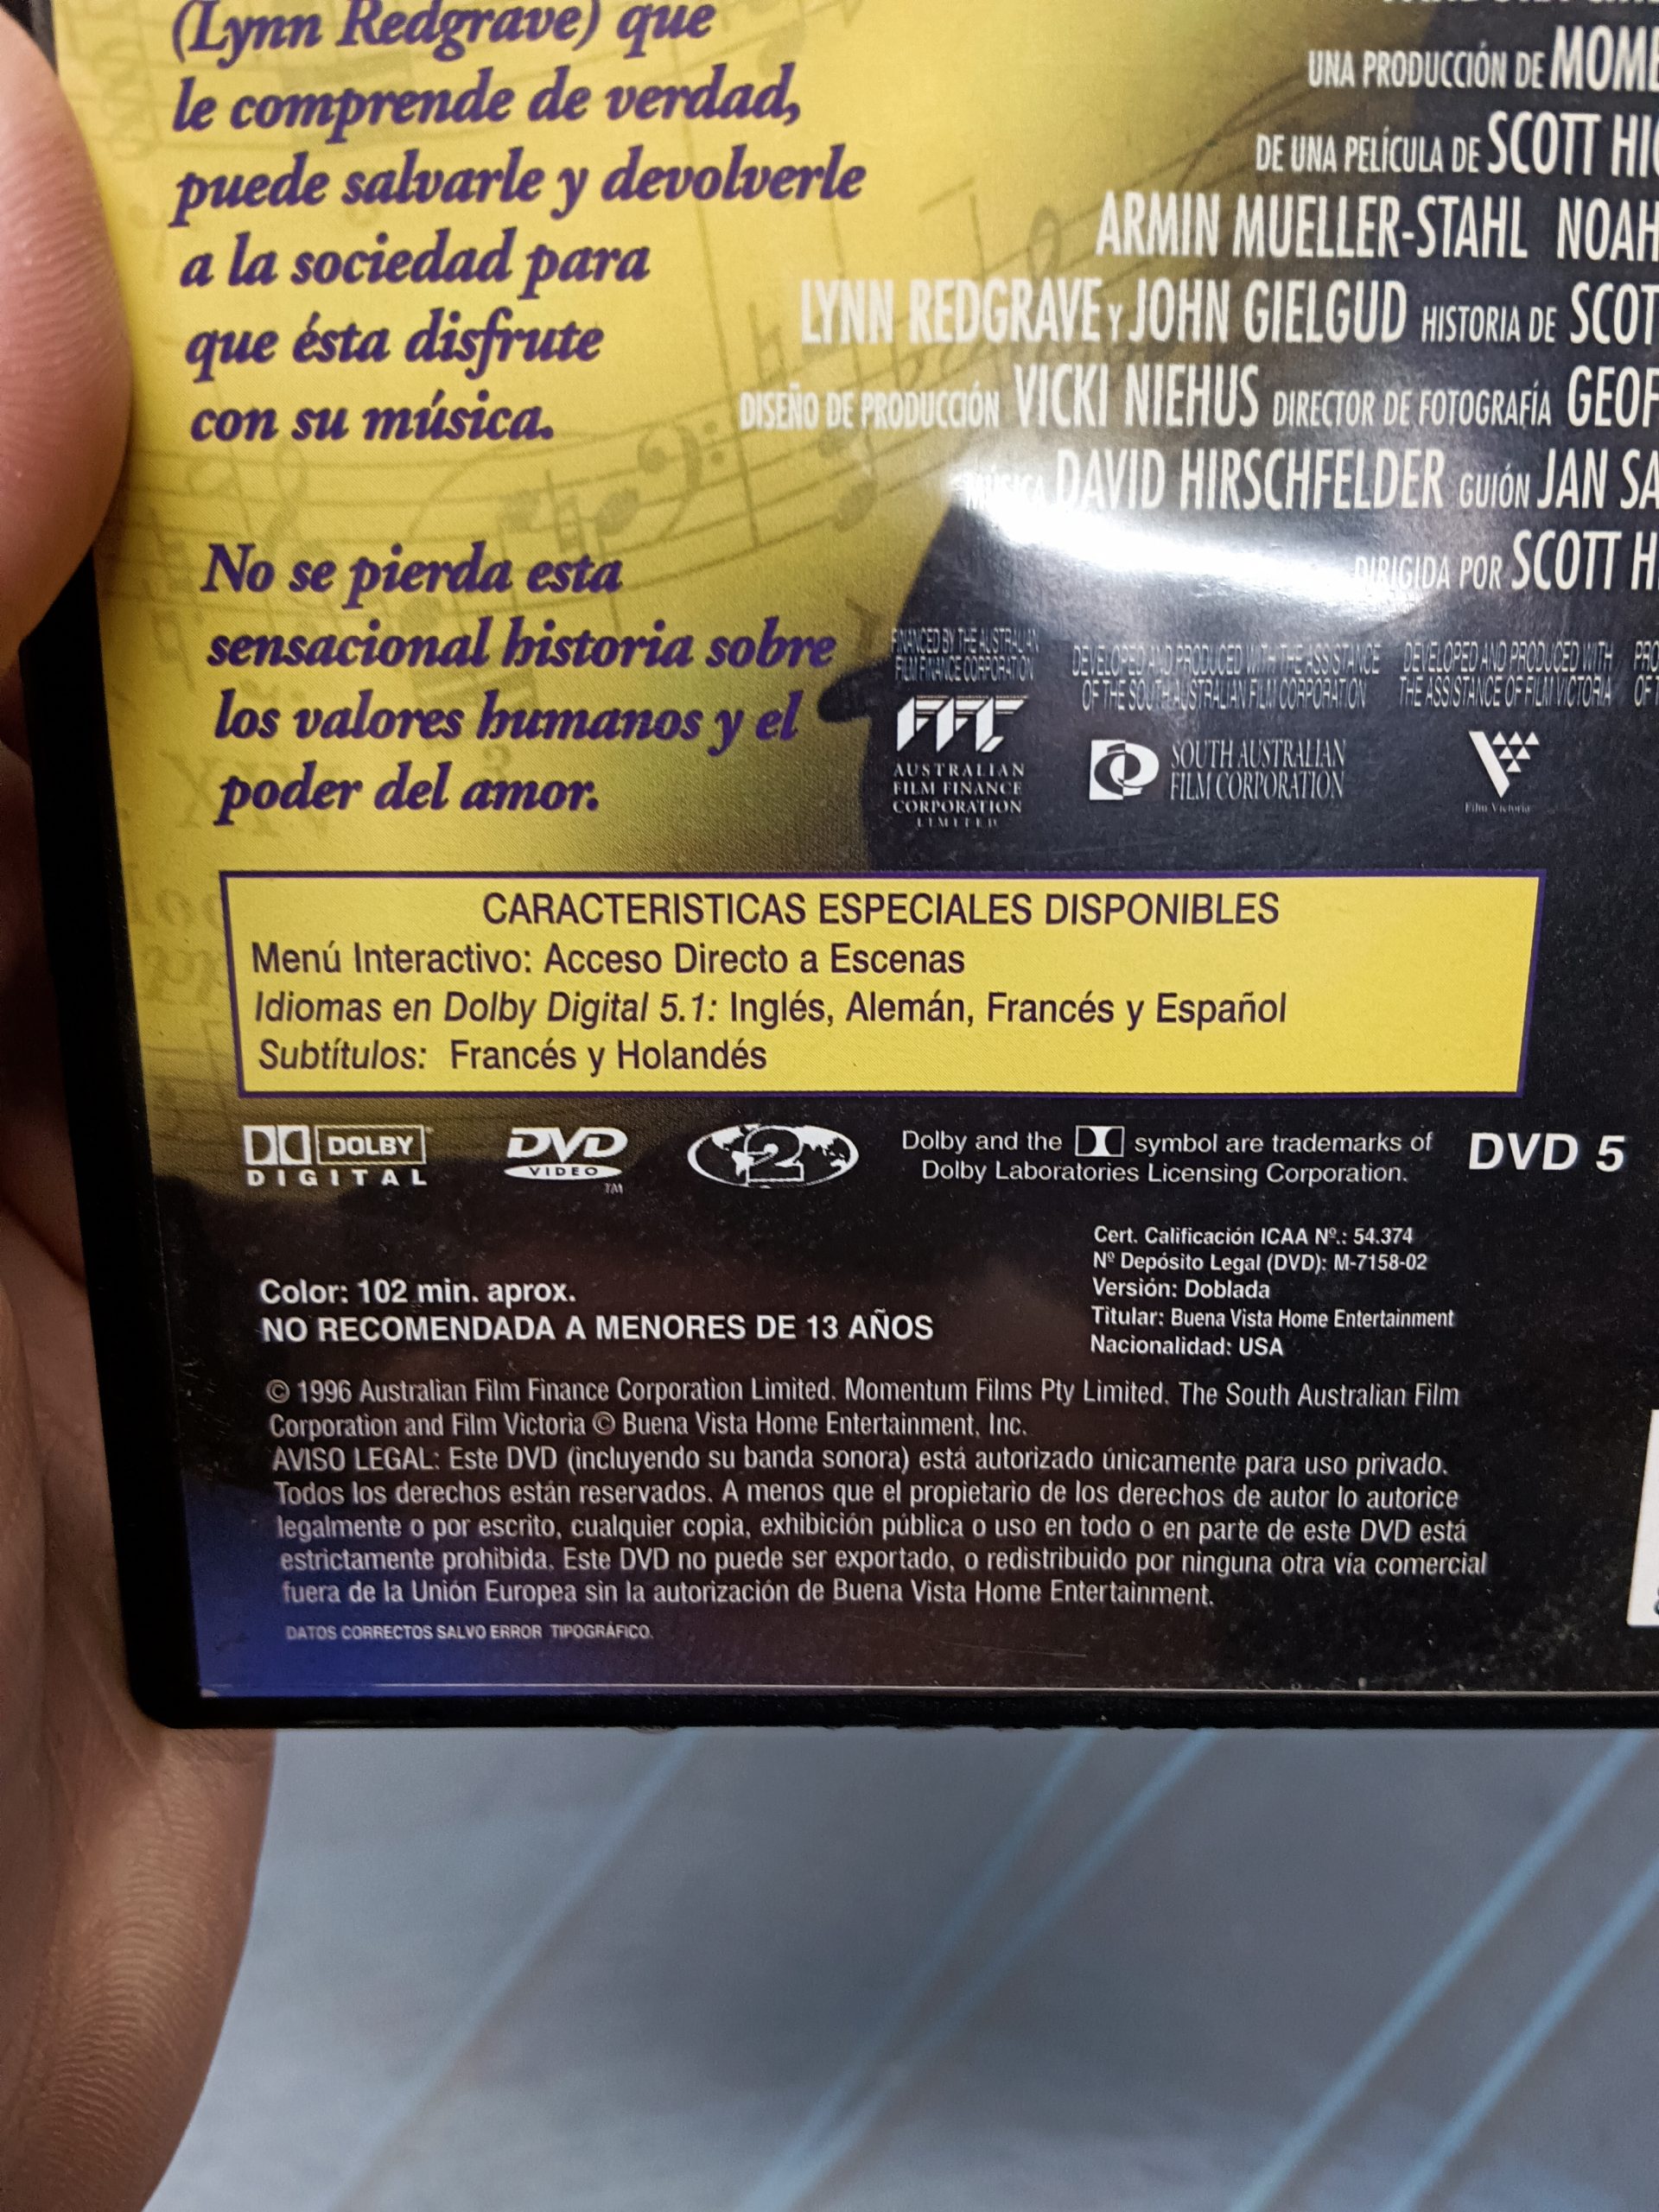 (Lynn Redgrave) que
le comprende de verdad,
puede salvarle y devolverle
a la sociedad para
que ésta disfrute
con su música.
No se pierda esta
sensacional historia sobre
los valores humanos y el
poder del amor.
UNA PRODUCCIÓN DE
DE UNA PELÍCULA DE SCOTT
ARMIN MUELLER-STAHL NOAH
LYNN REDGRAVE Y JOHN GIELGUD HISTORIA DE
DISEÑO DE PRODUCCIÓN VICKI NIEHUS DIRECTOR DE FOTOGRAFÍA
MÚSICA DAVID HIRSCHFELDER GUIÓN JAN
DIRIGIDA POR SCOTT
FINANCED BY THE AUSTRALIAN
FILM FINANCE CORPORATION
DEVELOPED AND PRODUCED WITH THE ASSISTANCE
OF THE SOUTH AUSTRALIAN FILM CORPORATION
DEVELOPED AND PRODUCED WITH
THE ASSISTANCE OF FILM VICTORIA
FFC
AUSTRALIAN
FILM FINANCE
CORPORATION
LIMITED
SOUTH AUSTRALIAN
FILM CORPORATION
Film Victoria
CARACTERISTICAS ESPECIALES DISPONIBLES
Menú Interactivo: Acceso Directo a Escenas
Idiomas en Dolby Digital 5.1: Inglés, Alemán, Francés y Español
Subtítulos: Francés y Holandés
DOLBY
DIGITAL
DVD
VIDEO
TM
2
Dolby and the symbol are trademarks of
Dolby Laboratories Licensing Corporation.
DVD 5
Cert. Calificación ICAA Nº.: 54.374
Nº Depósito Legal (DVD): M-7158-02
Versión: Doblada
Titular: Buena Vista Home Entertainment
Nacionalidad: USA
Color: 102 min. aprox.
NO RECOMENDADA A MENORES DE 13 AÑOS
© 1996 Australian Film Finance Corporation Limited. Momentum Films Pty Limited. The South Australian Film
Corporation and Film Victoria © Buena Vista Home Entertainment, Inc.
AVISO LEGAL: Este DVD (incluyendo su banda sonora) está autorizado únicamente para uso privado.
Todos los derechos están reservados. A menos que el propietario de los derechos de autor lo autorice
legalmente o por escrito, cualquier copia, exhibición pública o uso en todo o en parte de este DVD está
estrictamente prohibida. Este DVD no puede ser exportado, o redistribuido por ninguna otra vía comercial
fuera de la Unión Europea sin la autorización de Buena Vista Home Entertainment.
DATOS CORRECTOS SALVO ERROR TIPOGRÁFICO.